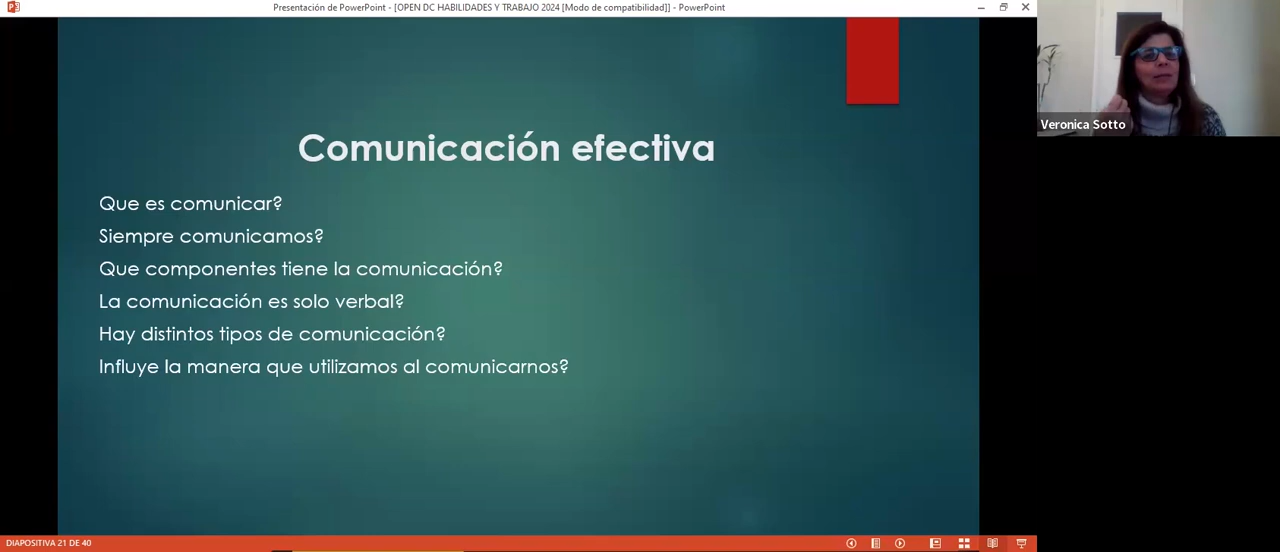 Presentación de PowerPoint - [OPEN DC HABILIDADES Y TRABAJO 2024 [Modo de compatibilidad]] - PowerPoint
Veronica Sotto
Comunicación efectiva
Que es comunicar?
Siempre comunicamos?
Que componentes tiene la comunicación?
La comunicación es solo verbal?
Hay distintos tipos de comunicación?
Influye la manera que utilizamos al comunicarnos?
DIAPOSITIVA 21 DE 40